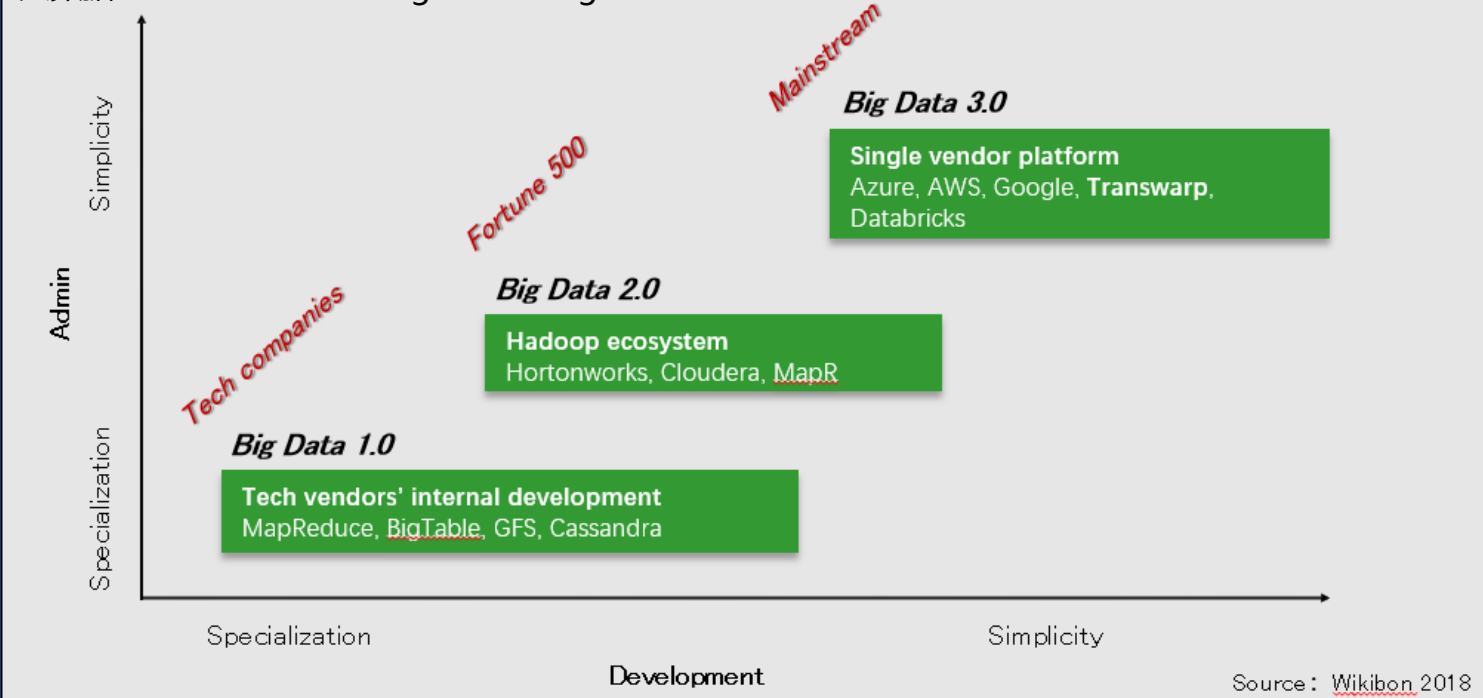 Mainstream
Big Data 3.0
Simplicity
Single vendor platform
Azure, AWS, Google, Transwarp,
Databricks
Fortune 500
Big Data 2.0
Admin
Hadoop ecosystem
Hortonworks, Cloudera, MapR
Tech companies
Big Data 1.0
Specialization
Tech vendors' internal development
MapReduce, BigTable, GFS, Cassandra
Specialization
Simplicity
Development
Source: Wikibon 2018